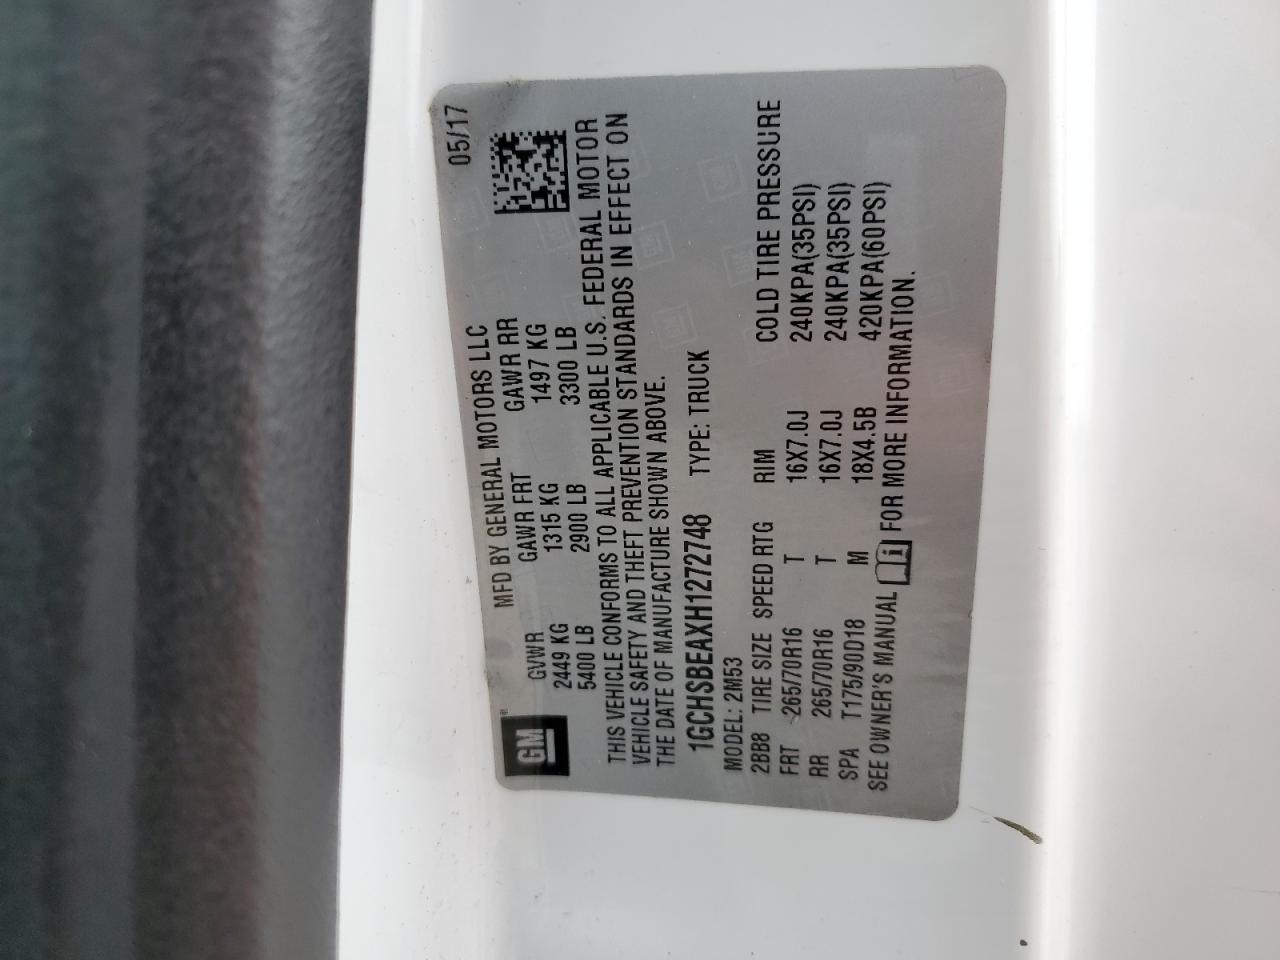 MFD BY GENERAL MOTORS LLC 05/17
GM
GVWR GAWR FRT GAWR RR
2449 KG 1315 KG 1497 KG
5400 LB 2900 LB 3300 LB
THIS VEHICLE CONFORMS TO ALL APPLICABLE U.S. FEDERAL MOTOR
VEHICLE SAFETY AND THEFT PREVENTION STANDARDS IN EFFECT ON
THE DATE OF MANUFACTURE SHOWN ABOVE.
1GCHSBEAXH1272748 TYPE: TRUCK
MODEL: 2M53
2BB8 TIRE SIZE SPEED RTG RIM COLD TIRE PRESSURE
FRT 265/70R16 T 16X7.0J 240KPA(35PSI)
RR 265/70R16 T 16X7.0J 240KPA(35PSI)
SPA T175/90D18 M 18X4.5B 420KPA(60PSI)
SEE OWNER'S MANUAL FOR MORE INFORMATION.